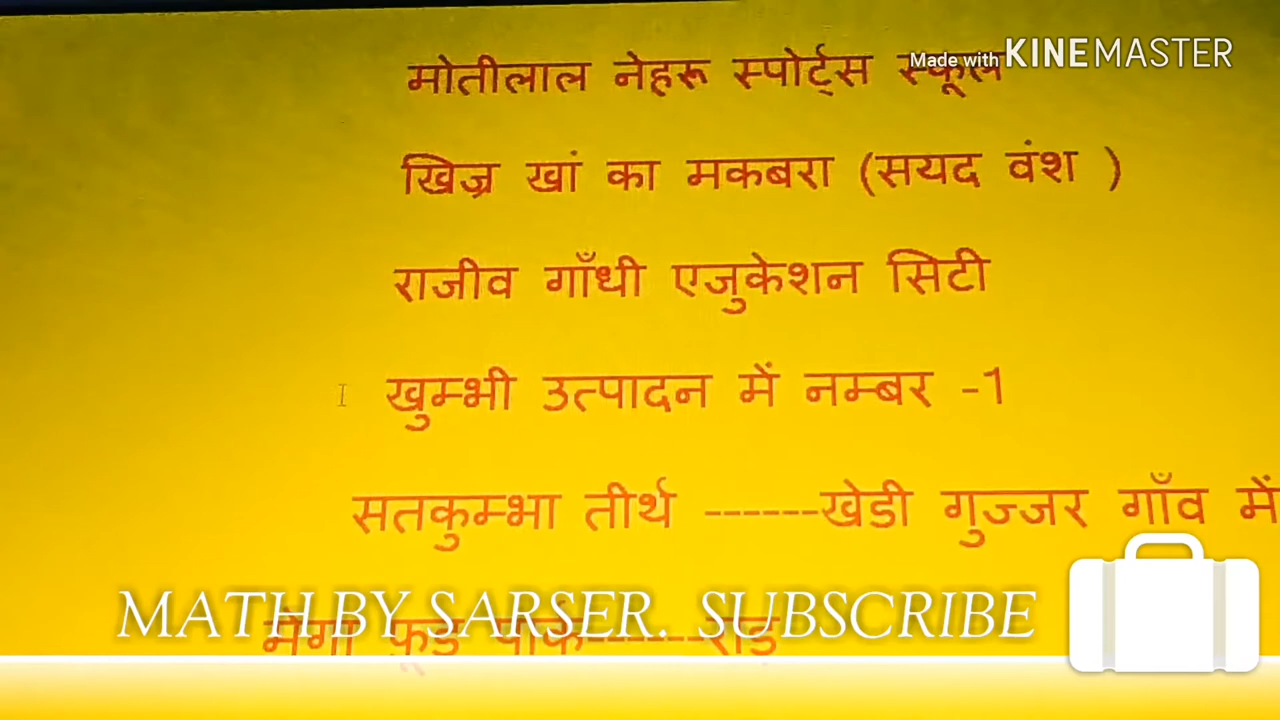 Made with KINEMASTER
मोतीलाल नेहरू स्पोर्ट्स स्कूल
खिज्र खां का मकबरा (सयद वंश )
राजीव गाँधी एजुकेशन सिटी
खुम्भी उत्पादन में नम्बर -1
सतकुम्भा तीर्थ ------खेडी गुज्जर गाँव में
MATH BY SARSER. SUBSCRIBE
मेगा फ़ूड पार्क------